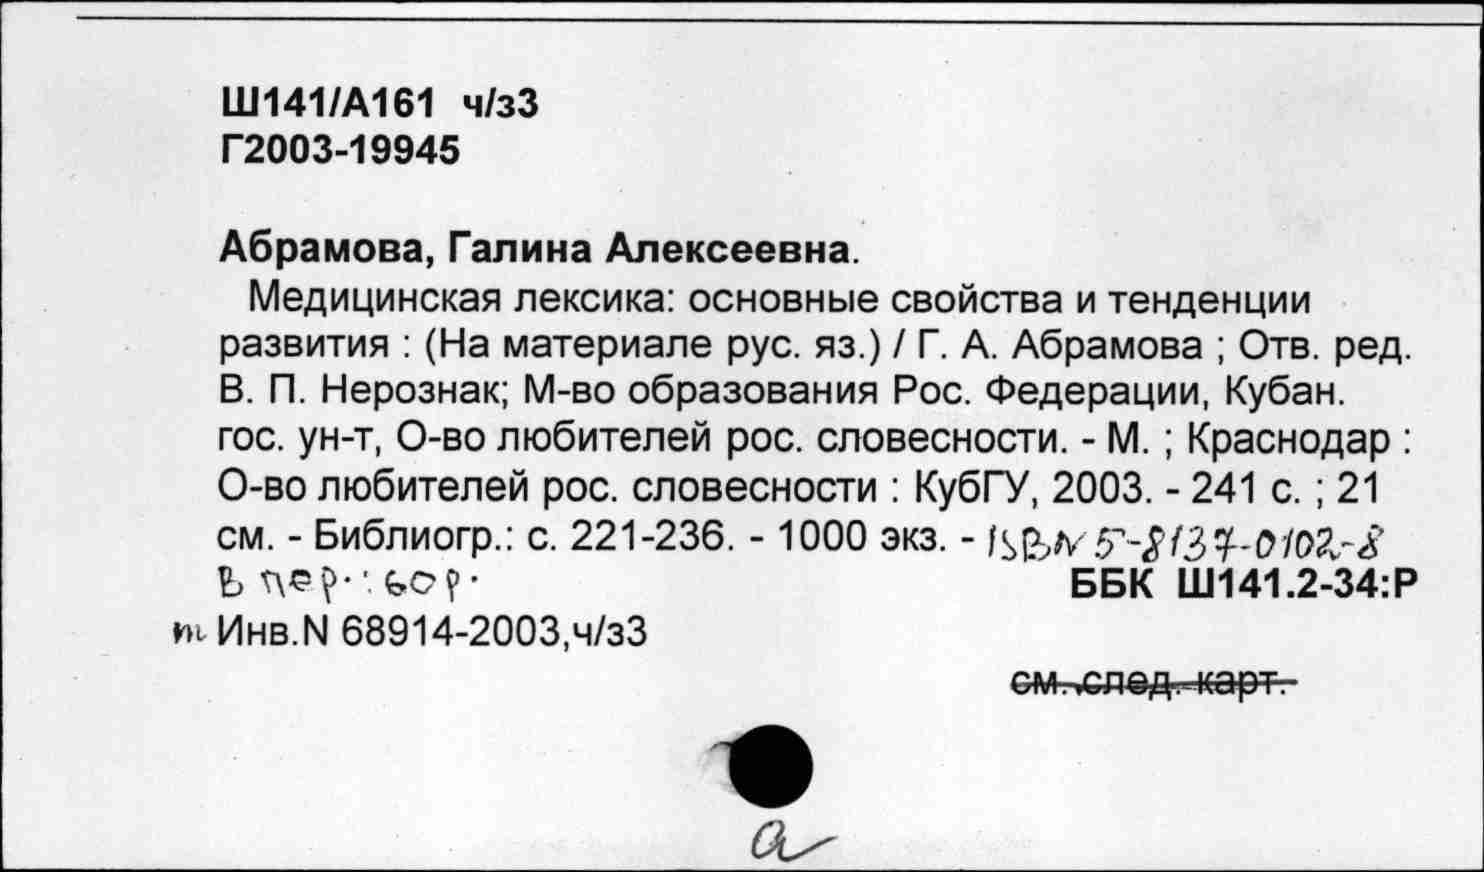 Ш141/А161 ч/з3
Г2003-19945
Абрамова, Галина Алексеевна.
Медицинская лексика: основные свойства и тенденции
развития : (На материале рус. яз.) / Г. А. Абрамова ; Отв. ред.
В. П. Нерознак; М-во образования Рос. Федерации, Кубан.
гос. ун-т, О-во любителей рос. словесности. - М. ; Краснодар :
О-во любителей рос. словесности : КубГУ, 2003. - 241 с. ; 21
см. - Библиогр.: с. 221-236. - 1000 экз. - ISBN 5-8137-0102-8
В пер. :
ББК Ш141.2-34:Р
Инв.N 68914-2003,ч/з3
см. след. карт.
а